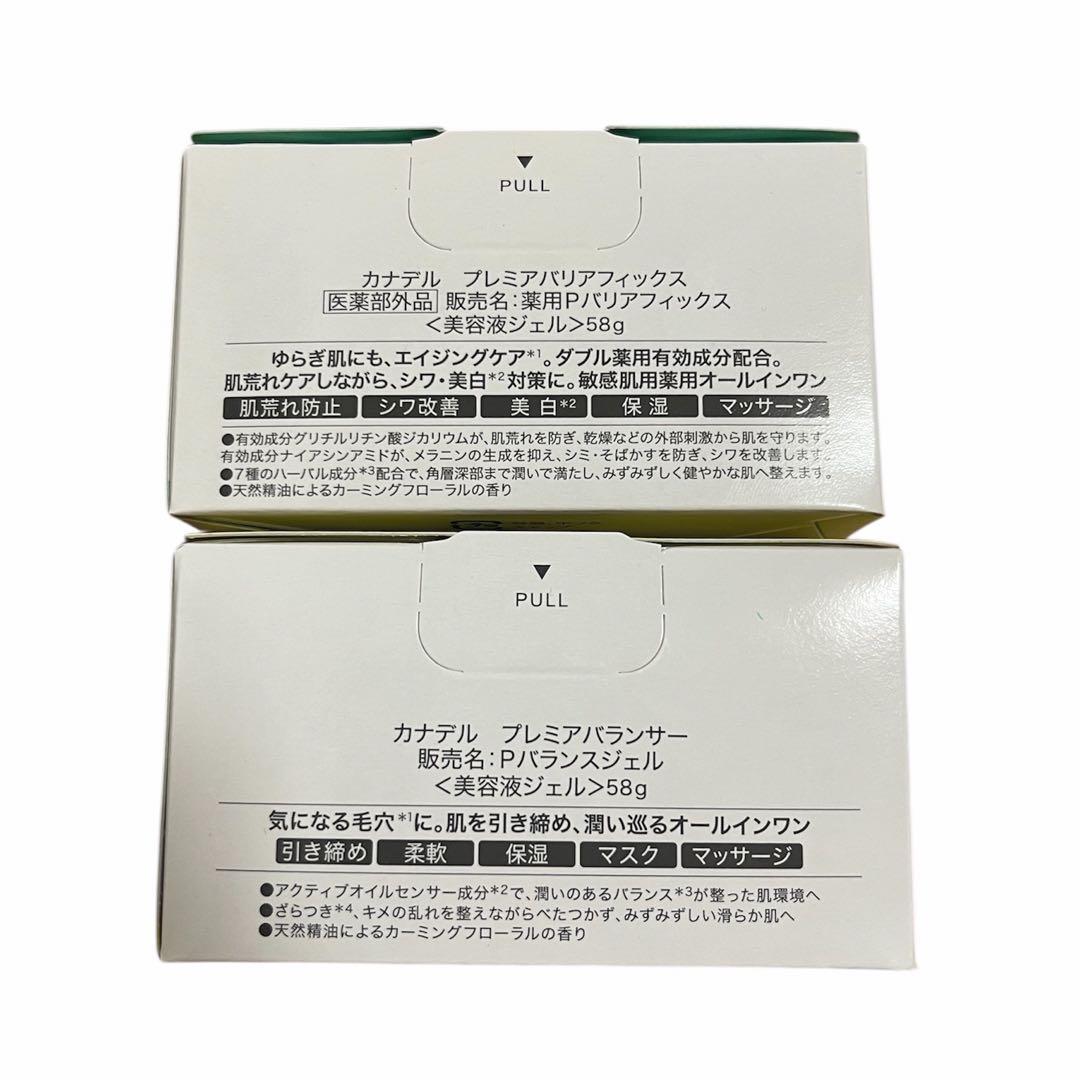 ▼
PULL
カナデル プレミアバリアフィックス
医薬部外品 販売名：薬用Pバリアフィックス
＜美容液ジェル＞58g
ゆらぎ肌にも、エイジングケア*1。ダブル薬用有効成分配合。
肌荒れケアしながら、シワ・美白*2対策に。敏感肌用薬用オールインワン
肌荒れ防止 シワ改善 美白*2 保湿 マッサージ
●有効成分グリチルリチン酸ジカリウムが、肌荒れを防ぎ、乾燥などの外部刺激から肌を守ります。
有効成分ナイアシンアミドが、メラニンの生成を抑え、シミ・そばかすを防ぎ、シワを改善します。
●7種のハーバル成分*3配合で、角層深部まで潤いで満たし、みずみずしく健やかな肌へ整えます。
●天然精油によるカーミングフローラルの香り
▼
PULL
カナデル プレミアバランサー
販売名：Pバランスジェル
＜美容液ジェル＞58g
気になる毛穴*1に。肌を引き締め、潤い巡るオールインワン
引き締め 柔軟 保湿 マスク マッサージ
●アクティブオイルセンサー成分*2で、潤いのあるバランス*3が整った肌環境へ
●ざらつき*4、キメの乱れを整えながらべたつかず、みずみずしい滑らか肌へ
●天然精油によるカーミングフローラルの香り